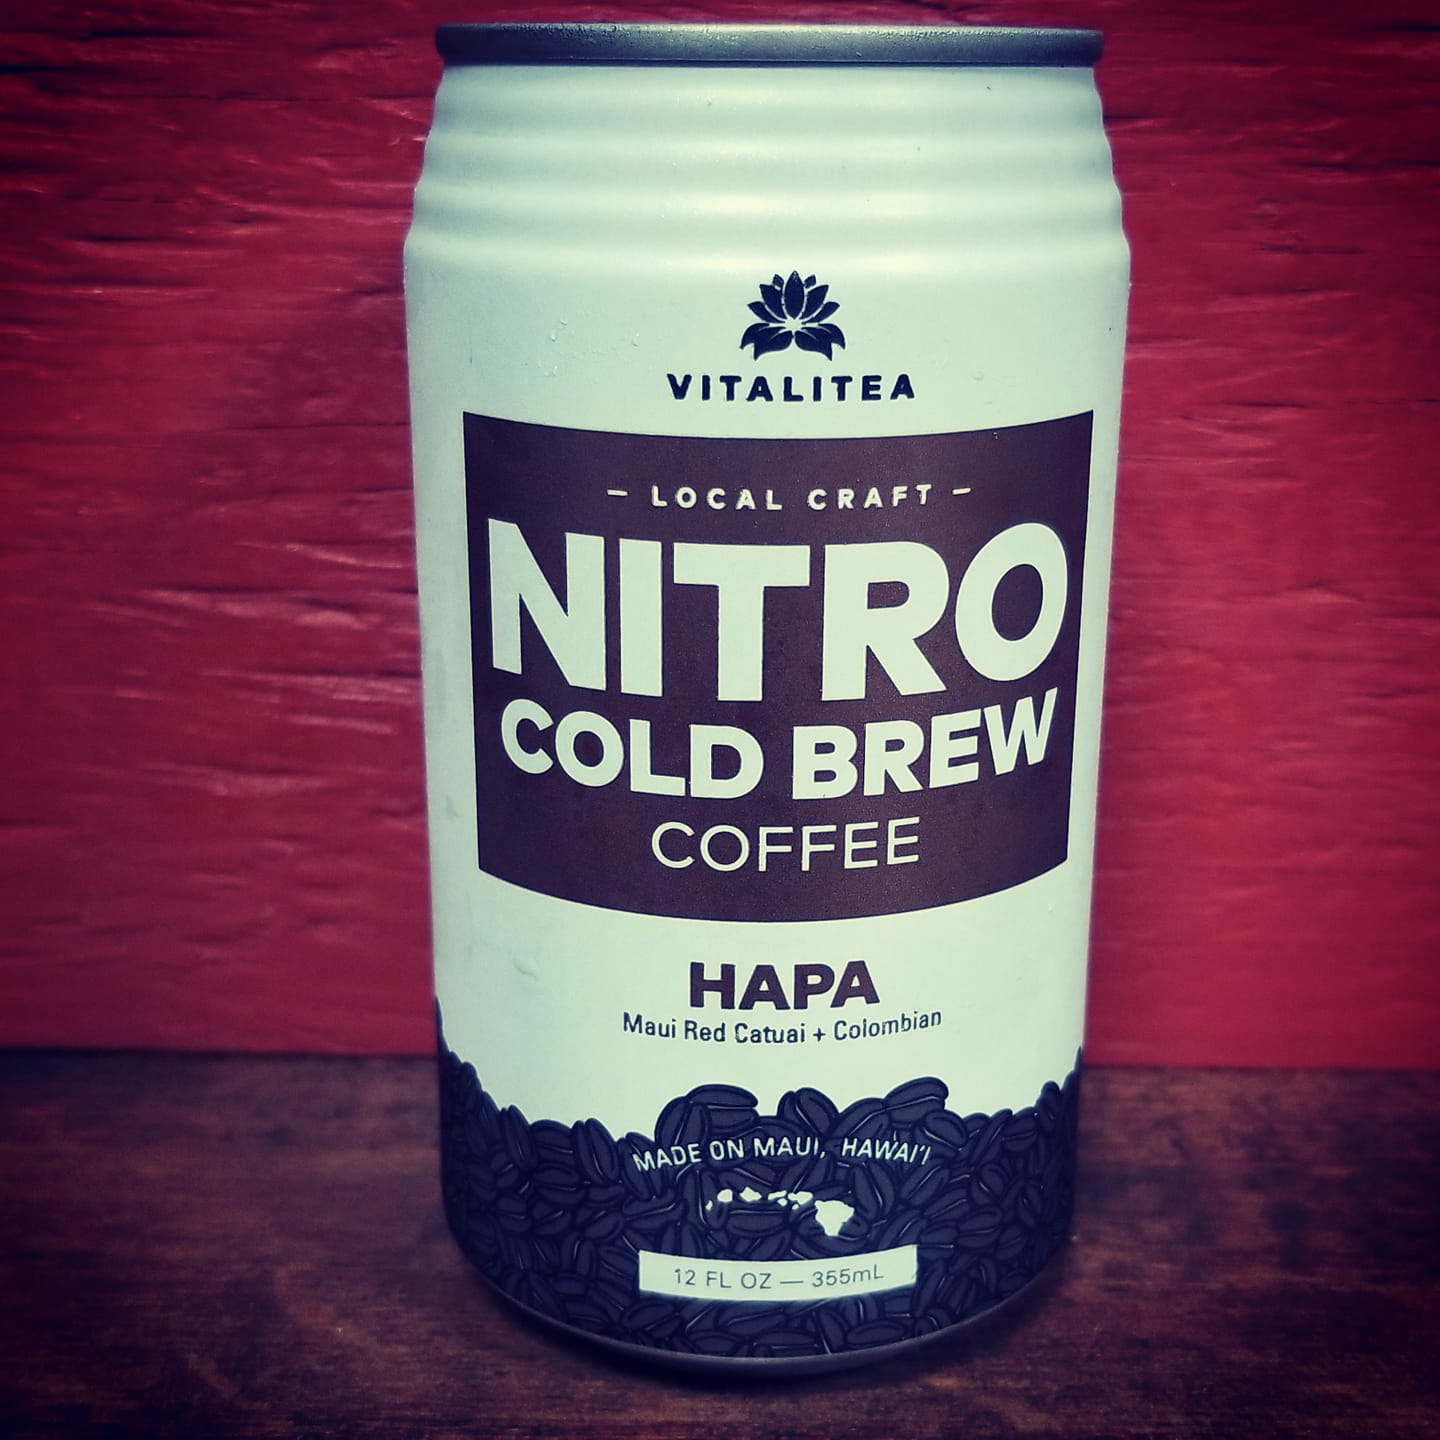 VITALITEA
– LOCAL CRAFT –
NITRO
COLD BREW
COFFEE
HAPA
Maui Red Catuai + Colombian
MADE ON MAUI, HAWAI'I
12 FL OZ — 355mL